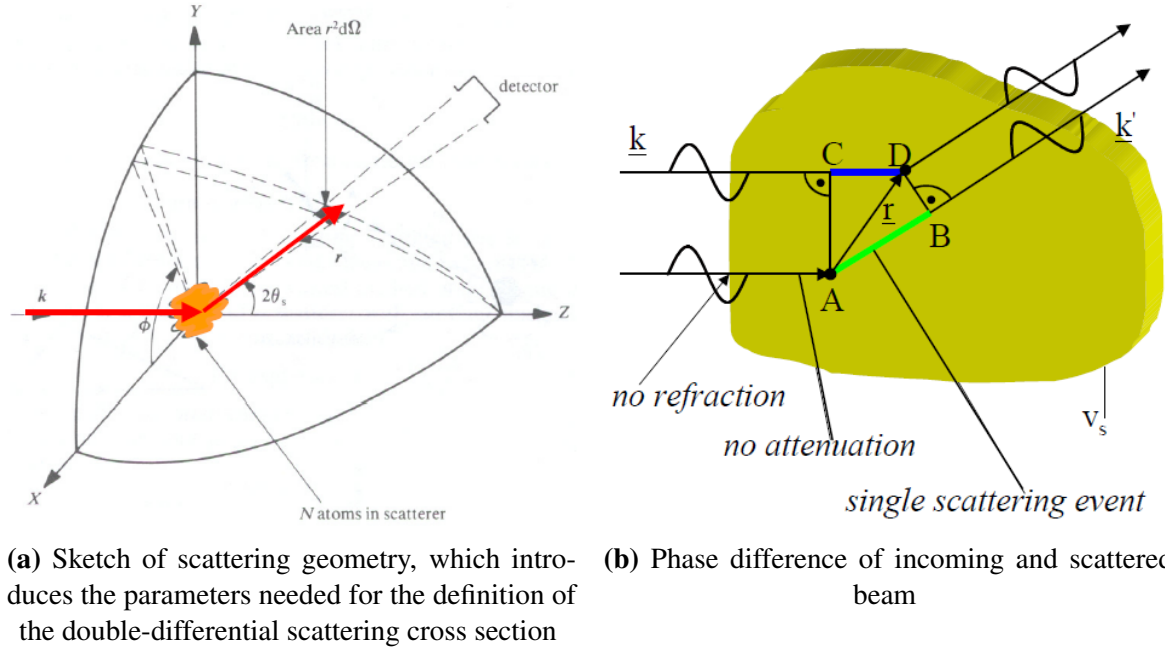 Y
Area r²dΩ
detector
k
r
2θs
ϕ
Z
X
N atoms in scatterer
k
C
D
k'
r
B
A
no refraction
no attenuation
vs
single scattering event
(a) Sketch of scattering geometry, which intro-
duces the parameters needed for the definition of
the double-differential scattering cross section
(b) Phase difference of incoming and scattered
beam